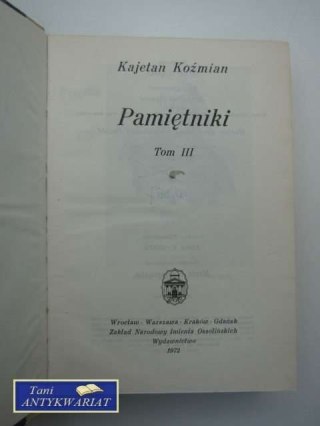 Kajetan Koźmian
Pamiętniki
Tom III
Wrocław · Warszawa · Kraków · Gdańsk
Zakład Narodowy imienia Ossolińskich
Wydawnictwo
1972
Tani
ANTYKWARIAT